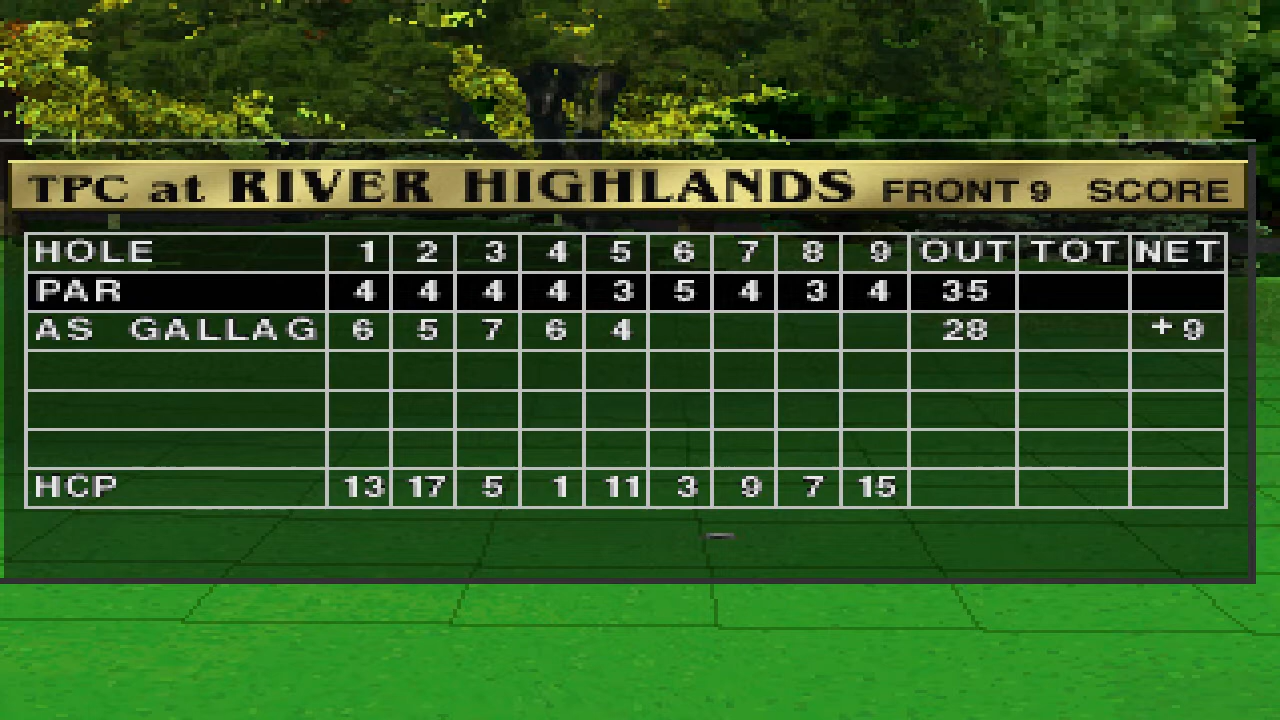 TPC at RIVER HIGHLANDS FRONT 9 SCORE
HOLE 1 2 3 4 5 6 7 8 9 OUT TOT NET
PAR 4 4 4 4 3 5 4 3 4 35
AS GALLAG 6 5 7 6 4 28 +9
HCP 13 17 5 1 11 3 9 7 15